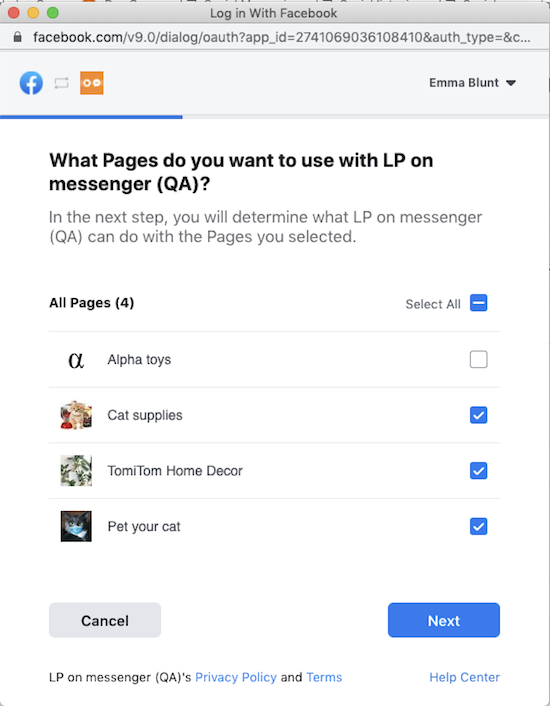 Log in With Facebook
facebook.com/v9.0/dialog/oauth?app_id=2741069036108410&auth_type=&c...
Emma Blunt
What Pages do you want to use with LP on
messenger (QA)?
In the next step, you will determine what LP on messenger
(QA) can do with the Pages you selected.
All Pages (4) Select All
α Alpha toys
Cat supplies
TomiTom Home Decor
Pet your cat
Cancel Next
LP on messenger (QA)'s Privacy Policy and Terms Help Center